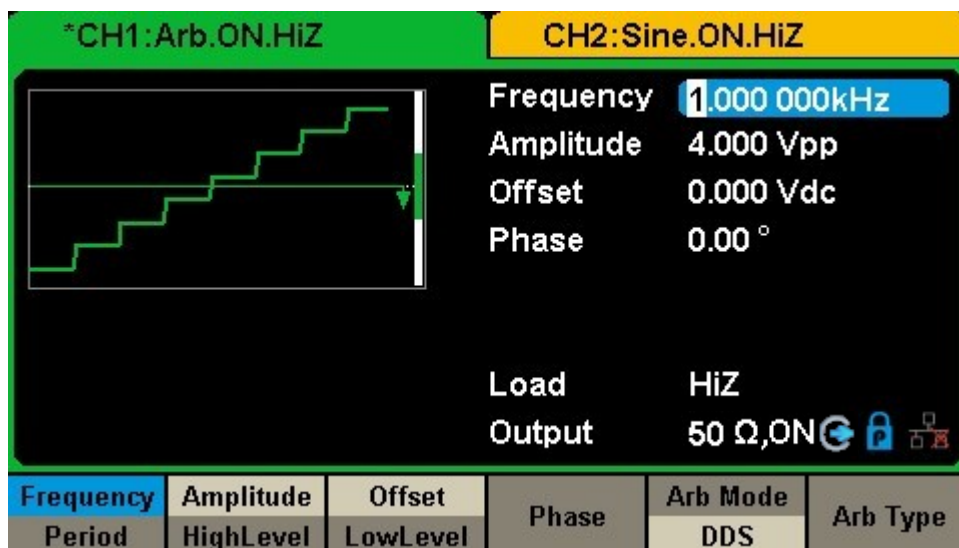 *CH1:Arb.ON.HiZ
CH2:Sine.ON.HiZ
Frequency 1.000 000kHz
Amplitude 4.000 Vpp
Offset 0.000 Vdc
Phase 0.00 °
Load HiZ
Output 50 Ω,ON
P
Frequency Amplitude Offset Phase Arb Mode Arb Type
Period HighLevel LowLevel DDS